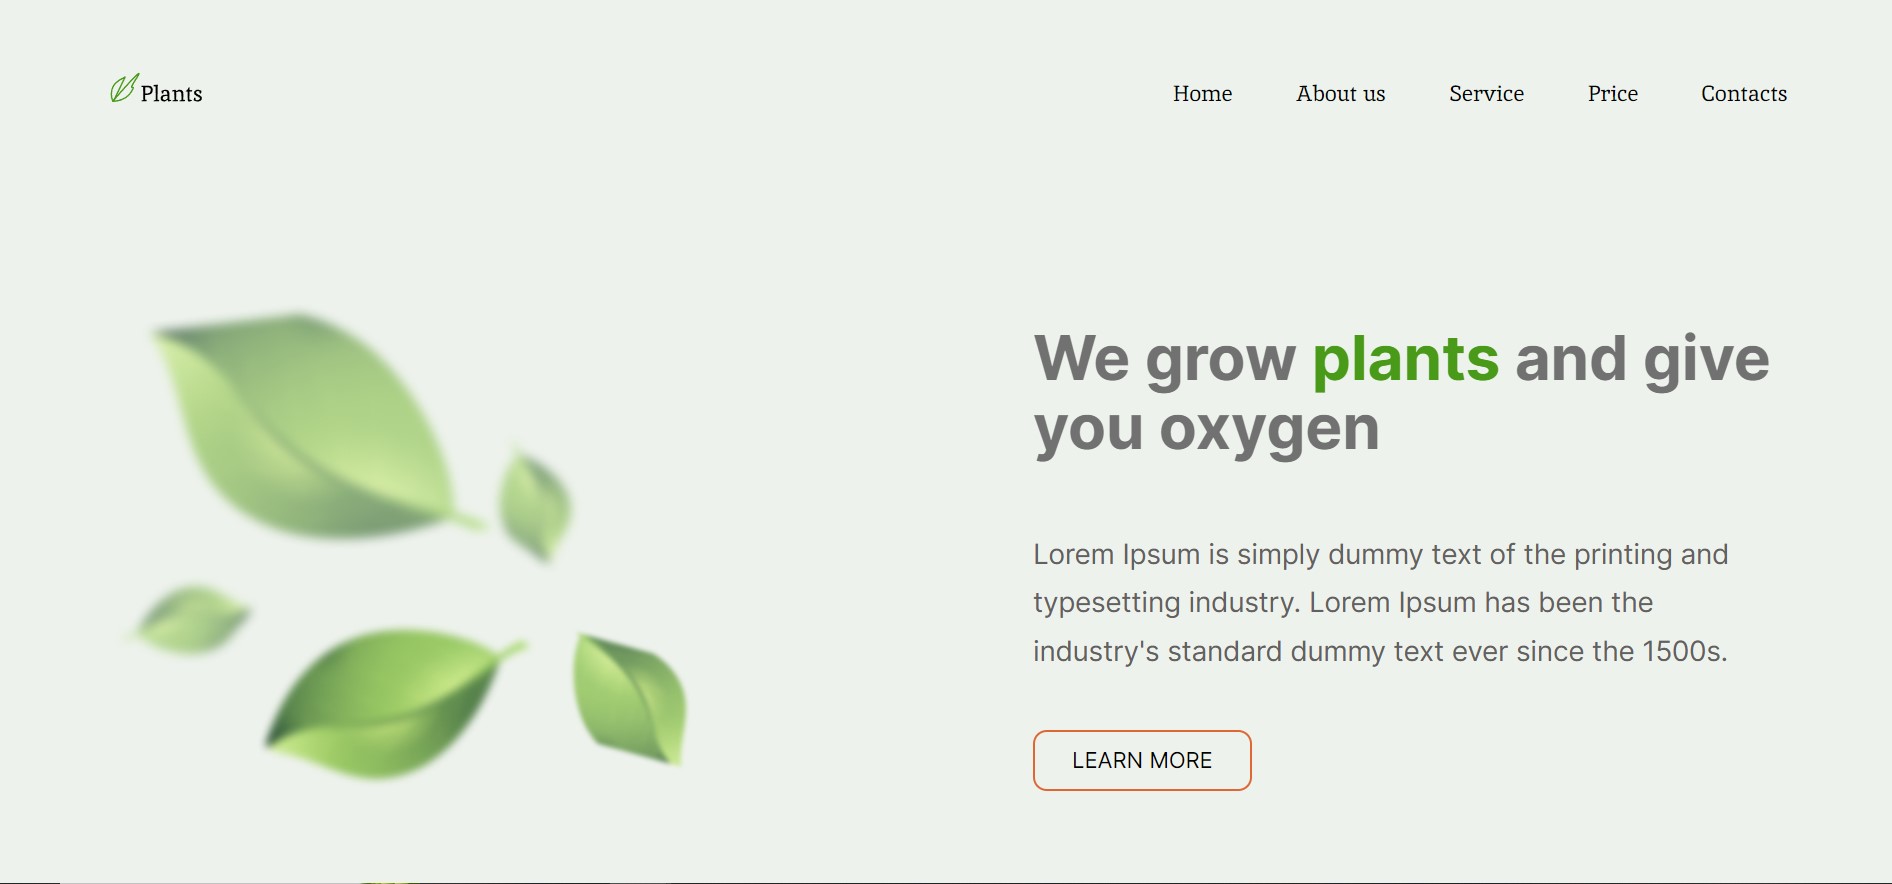 Plants
Home About us Service Price Contacts
We grow plants and give
you oxygen
Lorem Ipsum is simply dummy text of the printing and
typesetting industry. Lorem Ipsum has been the
industry's standard dummy text ever since the 1500s.
LEARN MORE